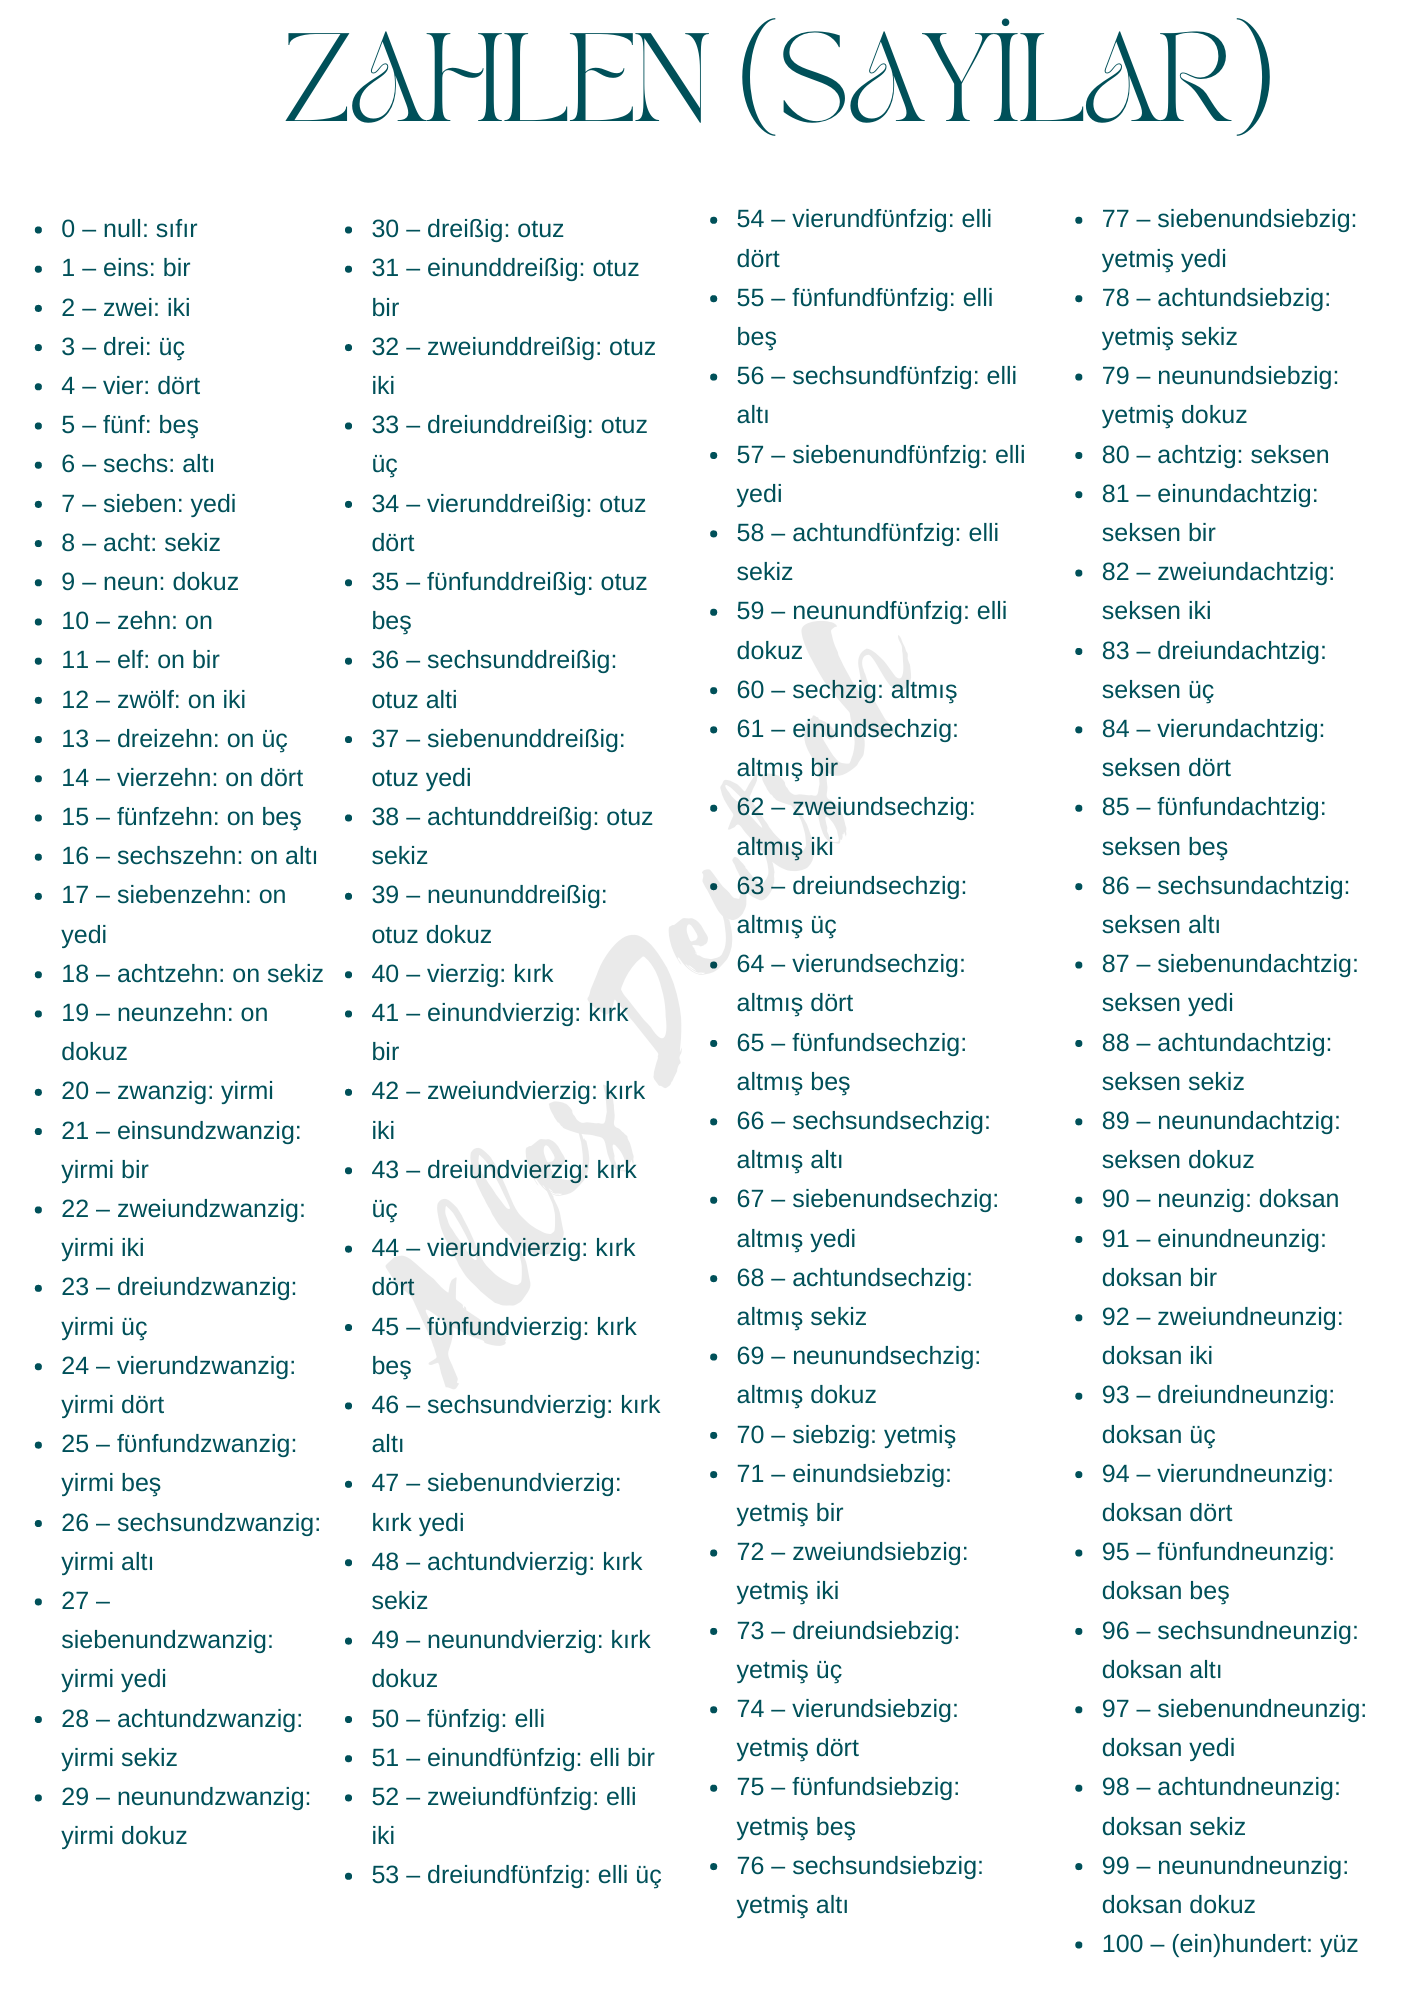 ZAHLEN (SAYİLAR)
• 0 – null: sıfır
• 1 – eins: bir
• 2 – zwei: iki
• 3 – drei: üç
• 4 – vier: dört
• 5 – fünf: beş
• 6 – sechs: altı
• 7 – sieben: yedi
• 8 – acht: sekiz
• 9 – neun: dokuz
• 10 – zehn: on
• 11 – elf: on bir
• 12 – zwölf: on iki
• 13 – dreizehn: on üç
• 14 – vierzehn: on dört
• 15 – fünfzehn: on beş
• 16 – sechszehn: on altı
• 17 – siebenzehn: on
yedi
• 18 – achtzehn: on sekiz
• 19 – neunzehn: on
dokuz
• 20 – zwanzig: yirmi
• 21 – einsundzwanzig:
yirmi bir
• 22 – zweiundzwanzig:
yirmi iki
• 23 – dreiundzwanzig:
yirmi üç
• 24 – vierundzwanzig:
yirmi dört
• 25 – fünfundzwanzig:
yirmi beş
• 26 – sechsundzwanzig:
yirmi altı
• 27 –
siebenundzwanzig:
yirmi yedi
• 28 – achtundzwanzig:
yirmi sekiz
• 29 – neunundzwanzig:
yirmi dokuz
• 30 – dreißig: otuz
• 31 – einunddreißig: otuz
bir
• 32 – zweiunddreißig: otuz
iki
• 33 – dreiunddreißig: otuz
üç
• 34 – vierunddreißig: otuz
dört
• 35 – fünfunddreißig: otuz
beş
• 36 – sechsunddreißig:
otuz alti
• 37 – siebenunddreißig:
otuz yedi
• 38 – achtunddreißig: otuz
sekiz
• 39 – neununddreißig:
otuz dokuz
• 40 – vierzig: kırk
• 41 – einundvierzig: kırk
bir
• 42 – zweiundvierzig: kırk
iki
• 43 – dreiundvierzig: kırk
üç
• 44 – vierundvierzig: kırk
dört
• 45 – fünfundvierzig: kırk
beş
• 46 – sechsundvierzig: kırk
altı
• 47 – siebenundvierzig:
kırk yedi
• 48 – achtundvierzig: kırk
sekiz
• 49 – neunundvierzig: kırk
dokuz
• 50 – fünfzig: elli
• 51 – einundfünfzig: elli bir
• 52 – zweiundfünfzig: elli
iki
• 53 – dreiundfünfzig: elli üç
• 54 – vierundfünfzig: elli
dört
• 55 – fünfundfünfzig: elli
beş
• 56 – sechsundfünfzig: elli
altı
• 57 – siebenundfünfzig: elli
yedi
• 58 – achtundfünfzig: elli
sekiz
• 59 – neunundfünfzig: elli
dokuz
• 60 – sechzig: altmış
• 61 – einundsechzig:
altmış bir
• 62 – zweiundsechzig:
altmış iki
• 63 – dreiundsechzig:
altmış üç
• 64 – vierundsechzig:
altmış dört
• 65 – fünfundsechzig:
altmış beş
• 66 – sechsundsechzig:
altmış altı
• 67 – siebenundsechzig:
altmış yedi
• 68 – achtundsechzig:
altmış sekiz
• 69 – neunundsechzig:
altmış dokuz
• 70 – siebzig: yetmiş
• 71 – einundsiebzig:
yetmiş bir
• 72 – zweiundsiebzig:
yetmiş iki
• 73 – dreiundsiebzig:
yetmiş üç
• 74 – vierundsiebzig:
yetmiş dört
• 75 – fünfundsiebzig:
yetmiş beş
• 76 – sechsundsiebzig:
yetmiş altı
• 77 – siebenundsiebzig:
yetmiş yedi
• 78 – achtundsiebzig:
yetmiş sekiz
• 79 – neunundsiebzig:
yetmiş dokuz
• 80 – achtzig: seksen
• 81 – einundachtzig:
seksen bir
• 82 – zweiundachtzig:
seksen iki
• 83 – dreiundachtzig:
seksen üç
• 84 – vierundachtzig:
seksen dört
• 85 – fünfundachtzig:
seksen beş
• 86 – sechsundachtzig:
seksen altı
• 87 – siebenundachtzig:
seksen yedi
• 88 – achtundachtzig:
seksen sekiz
• 89 – neunundachtzig:
seksen dokuz
• 90 – neunzig: doksan
• 91 – einundneunzig:
doksan bir
• 92 – zweiundneunzig:
doksan iki
• 93 – dreiundneunzig:
doksan üç
• 94 – vierundneunzig:
doksan dört
• 95 – fünfundneunzig:
doksan beş
• 96 – sechsundneunzig:
doksan altı
• 97 – siebenundneunzig:
doksan yedi
• 98 – achtundneunzig:
doksan sekiz
• 99 – neunundneunzig:
doksan dokuz
• 100 – (ein)hundert: yüz
Alles Deutsch